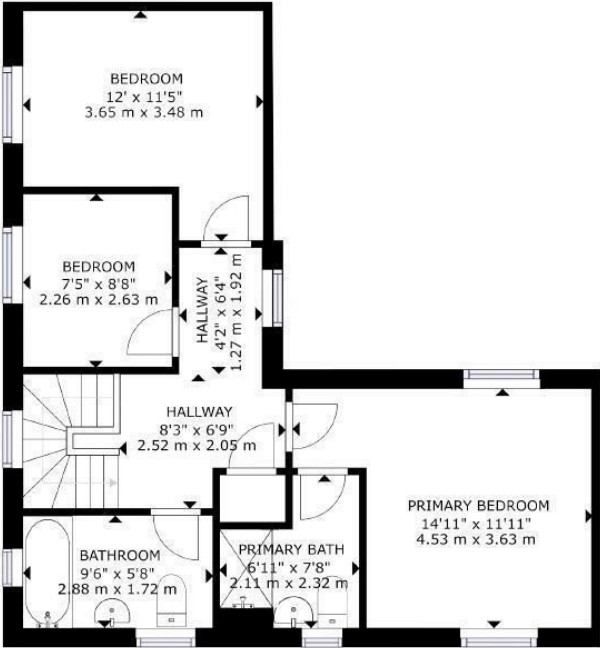 BEDROOM
12' x 11'5"
3.65 m x 3.48 m
BEDROOM
7'5" x 8'8"
2.26 m x 2.63 m
HALLWAY
4'2" x 6'4"
1.27 m x 1.92 m
HALLWAY
8'3" x 6'9"
2.52 m x 2.05 m
PRIMARY BEDROOM
14'11" x 11'11"
4.53 m x 3.63 m
BATHROOM
9'6" x 5'8"
2.88 m x 1.72 m
PRIMARY BATH
6'11" x 7'8"
2.11 m x 2.32 m